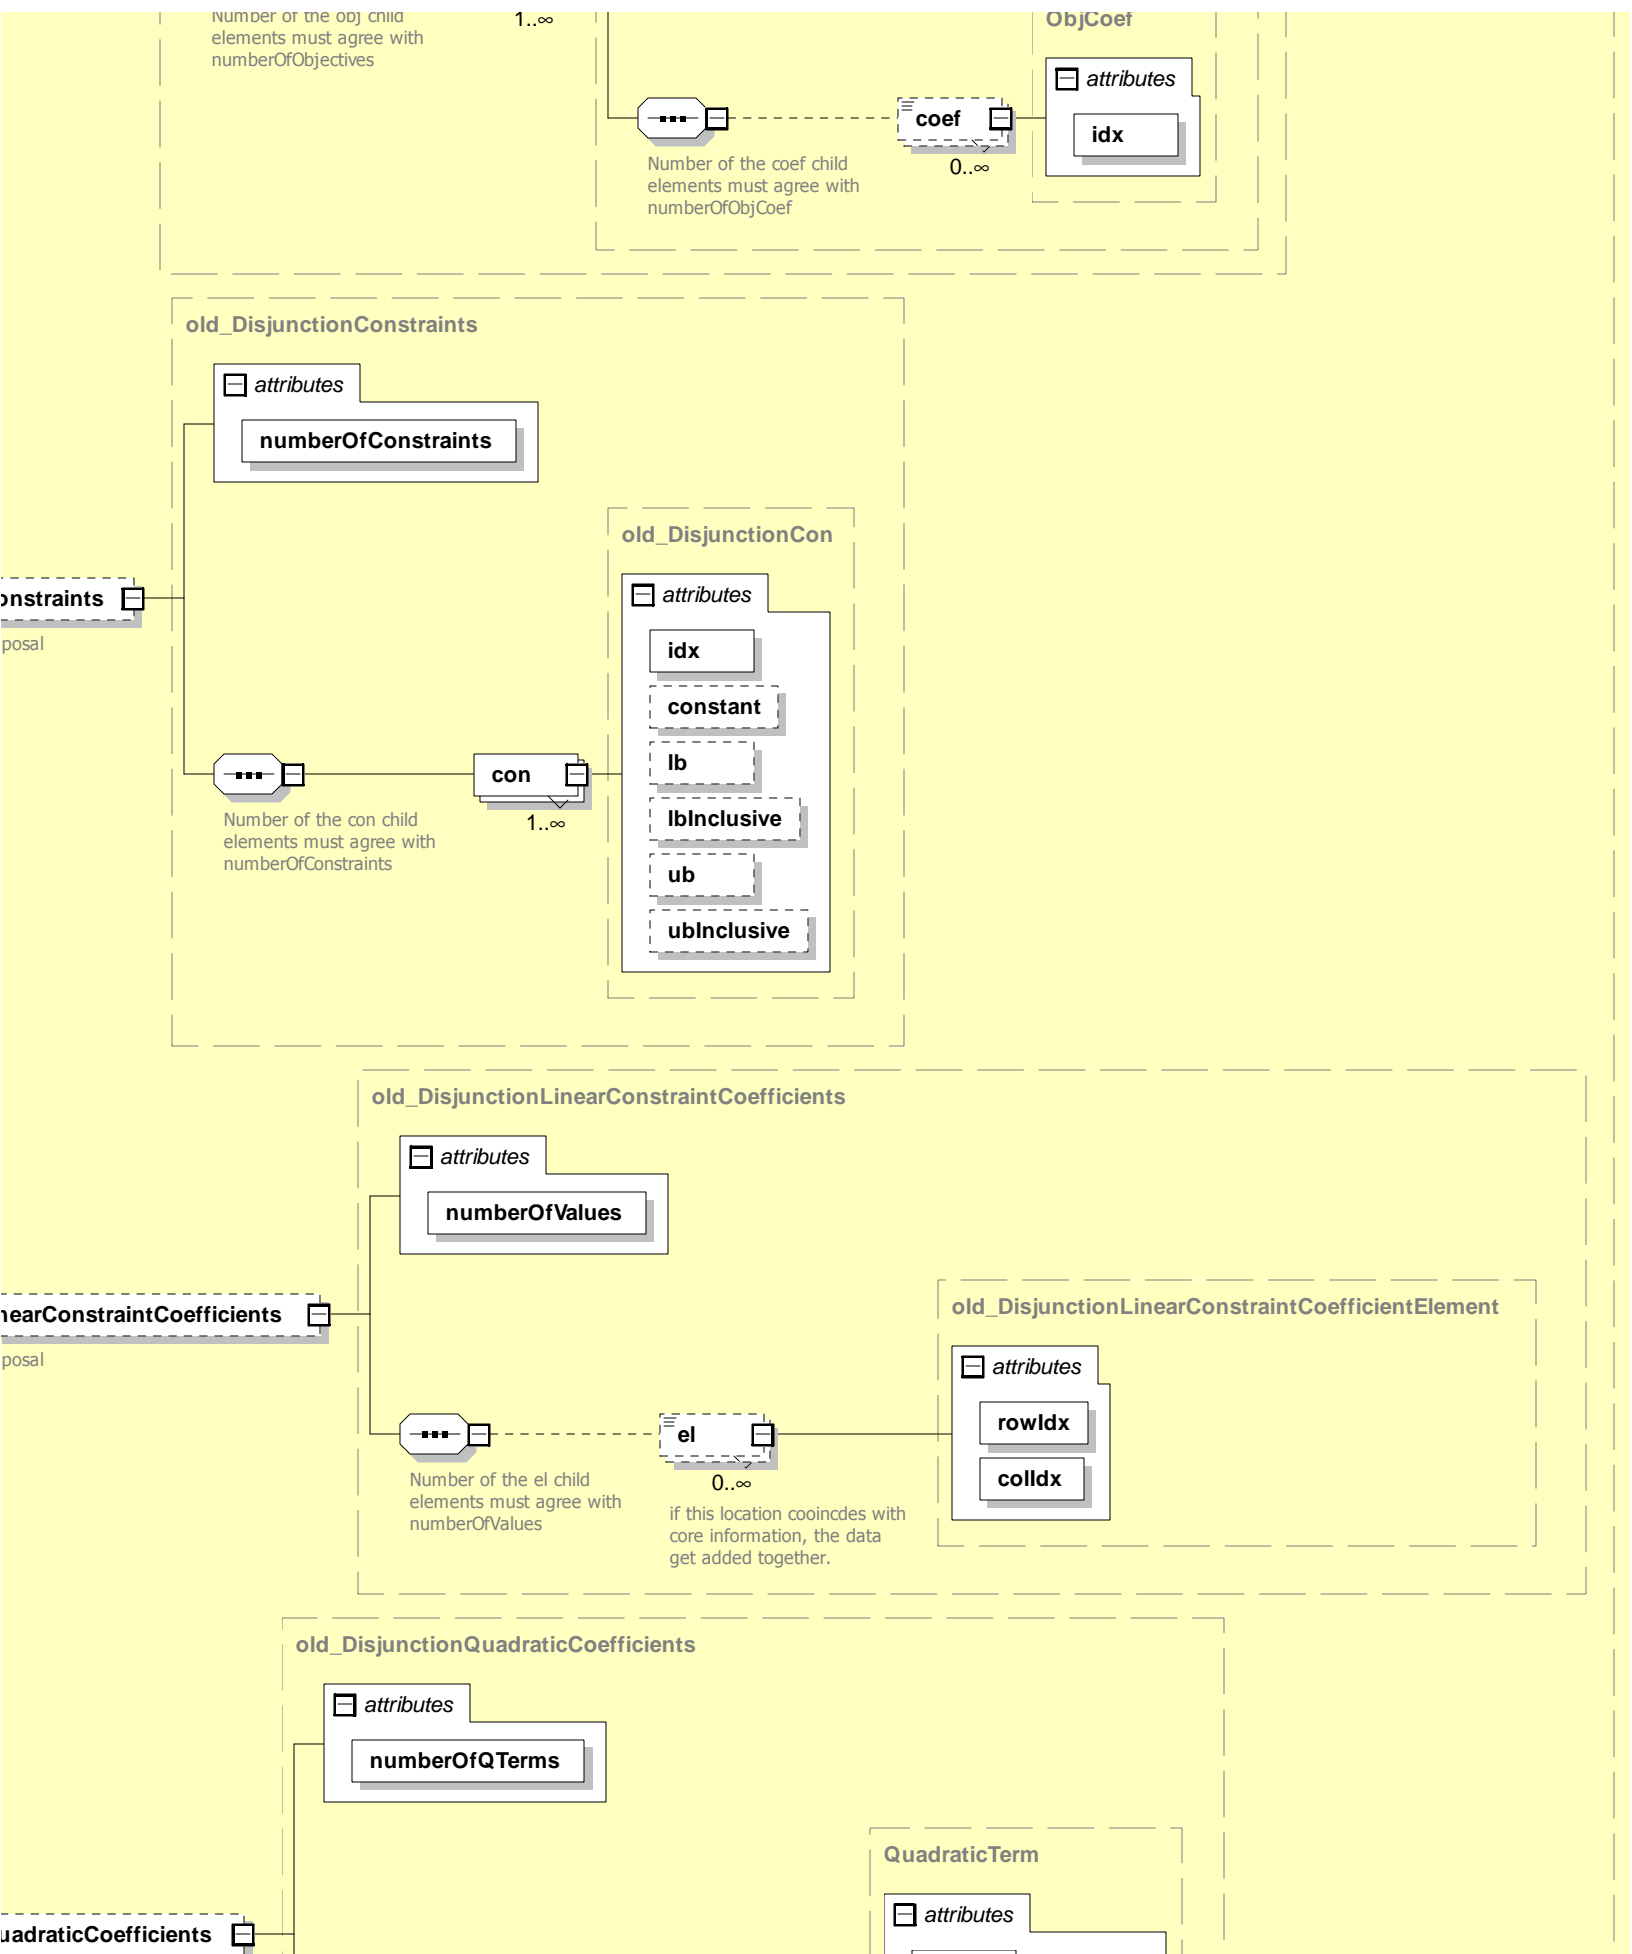 Number of the obj child
elements must agree with
numberOfObjectives
1..∞
ObjCoef
attributes
idx
coef
0..∞
Number of the coef child
elements must agree with
numberOfObjCoef
old_DisjunctionConstraints
attributes
numberOfConstraints
old_DisjunctionCon
attributes
idx
constant
lb
lbInclusive
ub
ubInclusive
onstraints
posal
con
1..∞
Number of the con child
elements must agree with
numberOfConstraints
old_DisjunctionLinearConstraintCoefficients
attributes
numberOfValues
old_DisjunctionLinearConstraintCoefficientElement
attributes
rowIdx
colIdx
nearConstraintCoefficients
posal
el
0..∞
Number of the el child
elements must agree with
numberOfValues
if this location cooincdes with
core information, the data
get added together.
old_DisjunctionQuadraticCoefficients
attributes
numberOfQTerms
QuadraticTerm
attributes
uadraticCoefficients